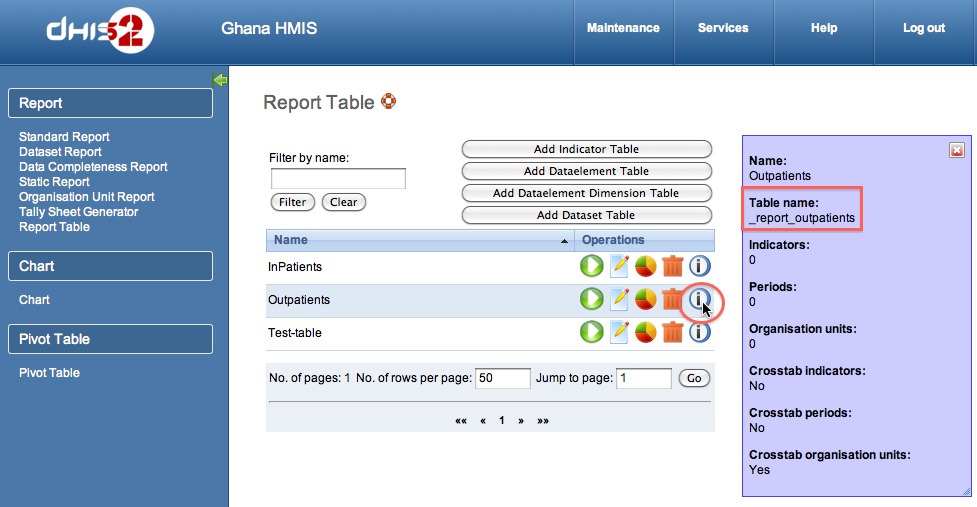 dhis2
Ghana HMIS
Maintenance
Services
Help
Log out
Report
Standard Report
Dataset Report
Data Completeness Report
Static Report
Organisation Unit Report
Tally Sheet Generator
Report Table
Chart
Chart
Pivot Table
Pivot Table
Report Table
Filter by name:
Filter Clear
Add Indicator Table
Add Dataelement Table
Add Dataelement Dimension Table
Add Dataset Table
Name Operations
InPatients
Outpatients
Test-table
No. of pages: 1 No. of rows per page: 50 Jump to page: 1 Go
«« « 1 » »»
Name:
Outpatients
Table name:
_report_outpatients
Indicators:
0
Periods:
0
Organisation units:
0
Crosstab indicators:
No
Crosstab periods:
No
Crosstab organisation units:
Yes